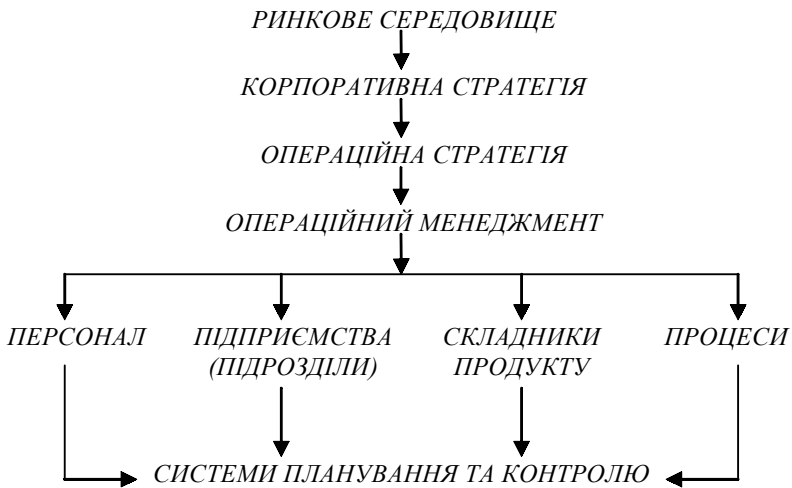 РИНКОВЕ СЕРЕДОВИЩЕ
КОРПОРАТИВНА СТРАТЕГІЯ
ОПЕРАЦІЙНА СТРАТЕГІЯ
ОПЕРАЦІЙНИЙ МЕНЕДЖМЕНТ
ПЕРСОНАЛ
ПІДПРИЄМСТВА
(ПІДРОЗДІЛИ)
СКЛАДНИКИ
ПРОДУКТУ
ПРОЦЕСИ
СИСТЕМИ ПЛАНУВАННЯ ТА КОНТРОЛЮ